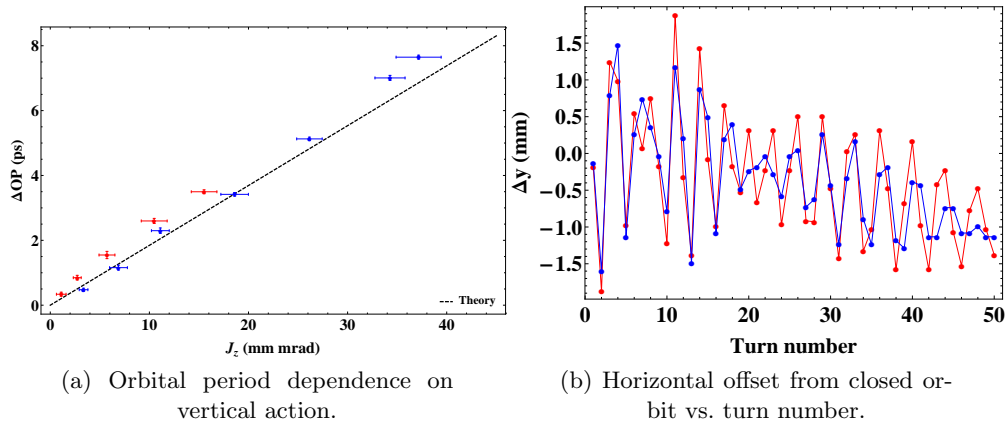 ΔOP (ps)
8
6
4
2
0
Theory
0 10 20 30 40
J_z (mm mrad)
(a) Orbital period dependence on
vertical action.
Δy (mm)
1.5
1.0
0.5
0.0
−0.5
−1.0
−1.5
0 10 20 30 40 50
Turn number
(b) Horizontal offset from closed or-
bit vs. turn number.